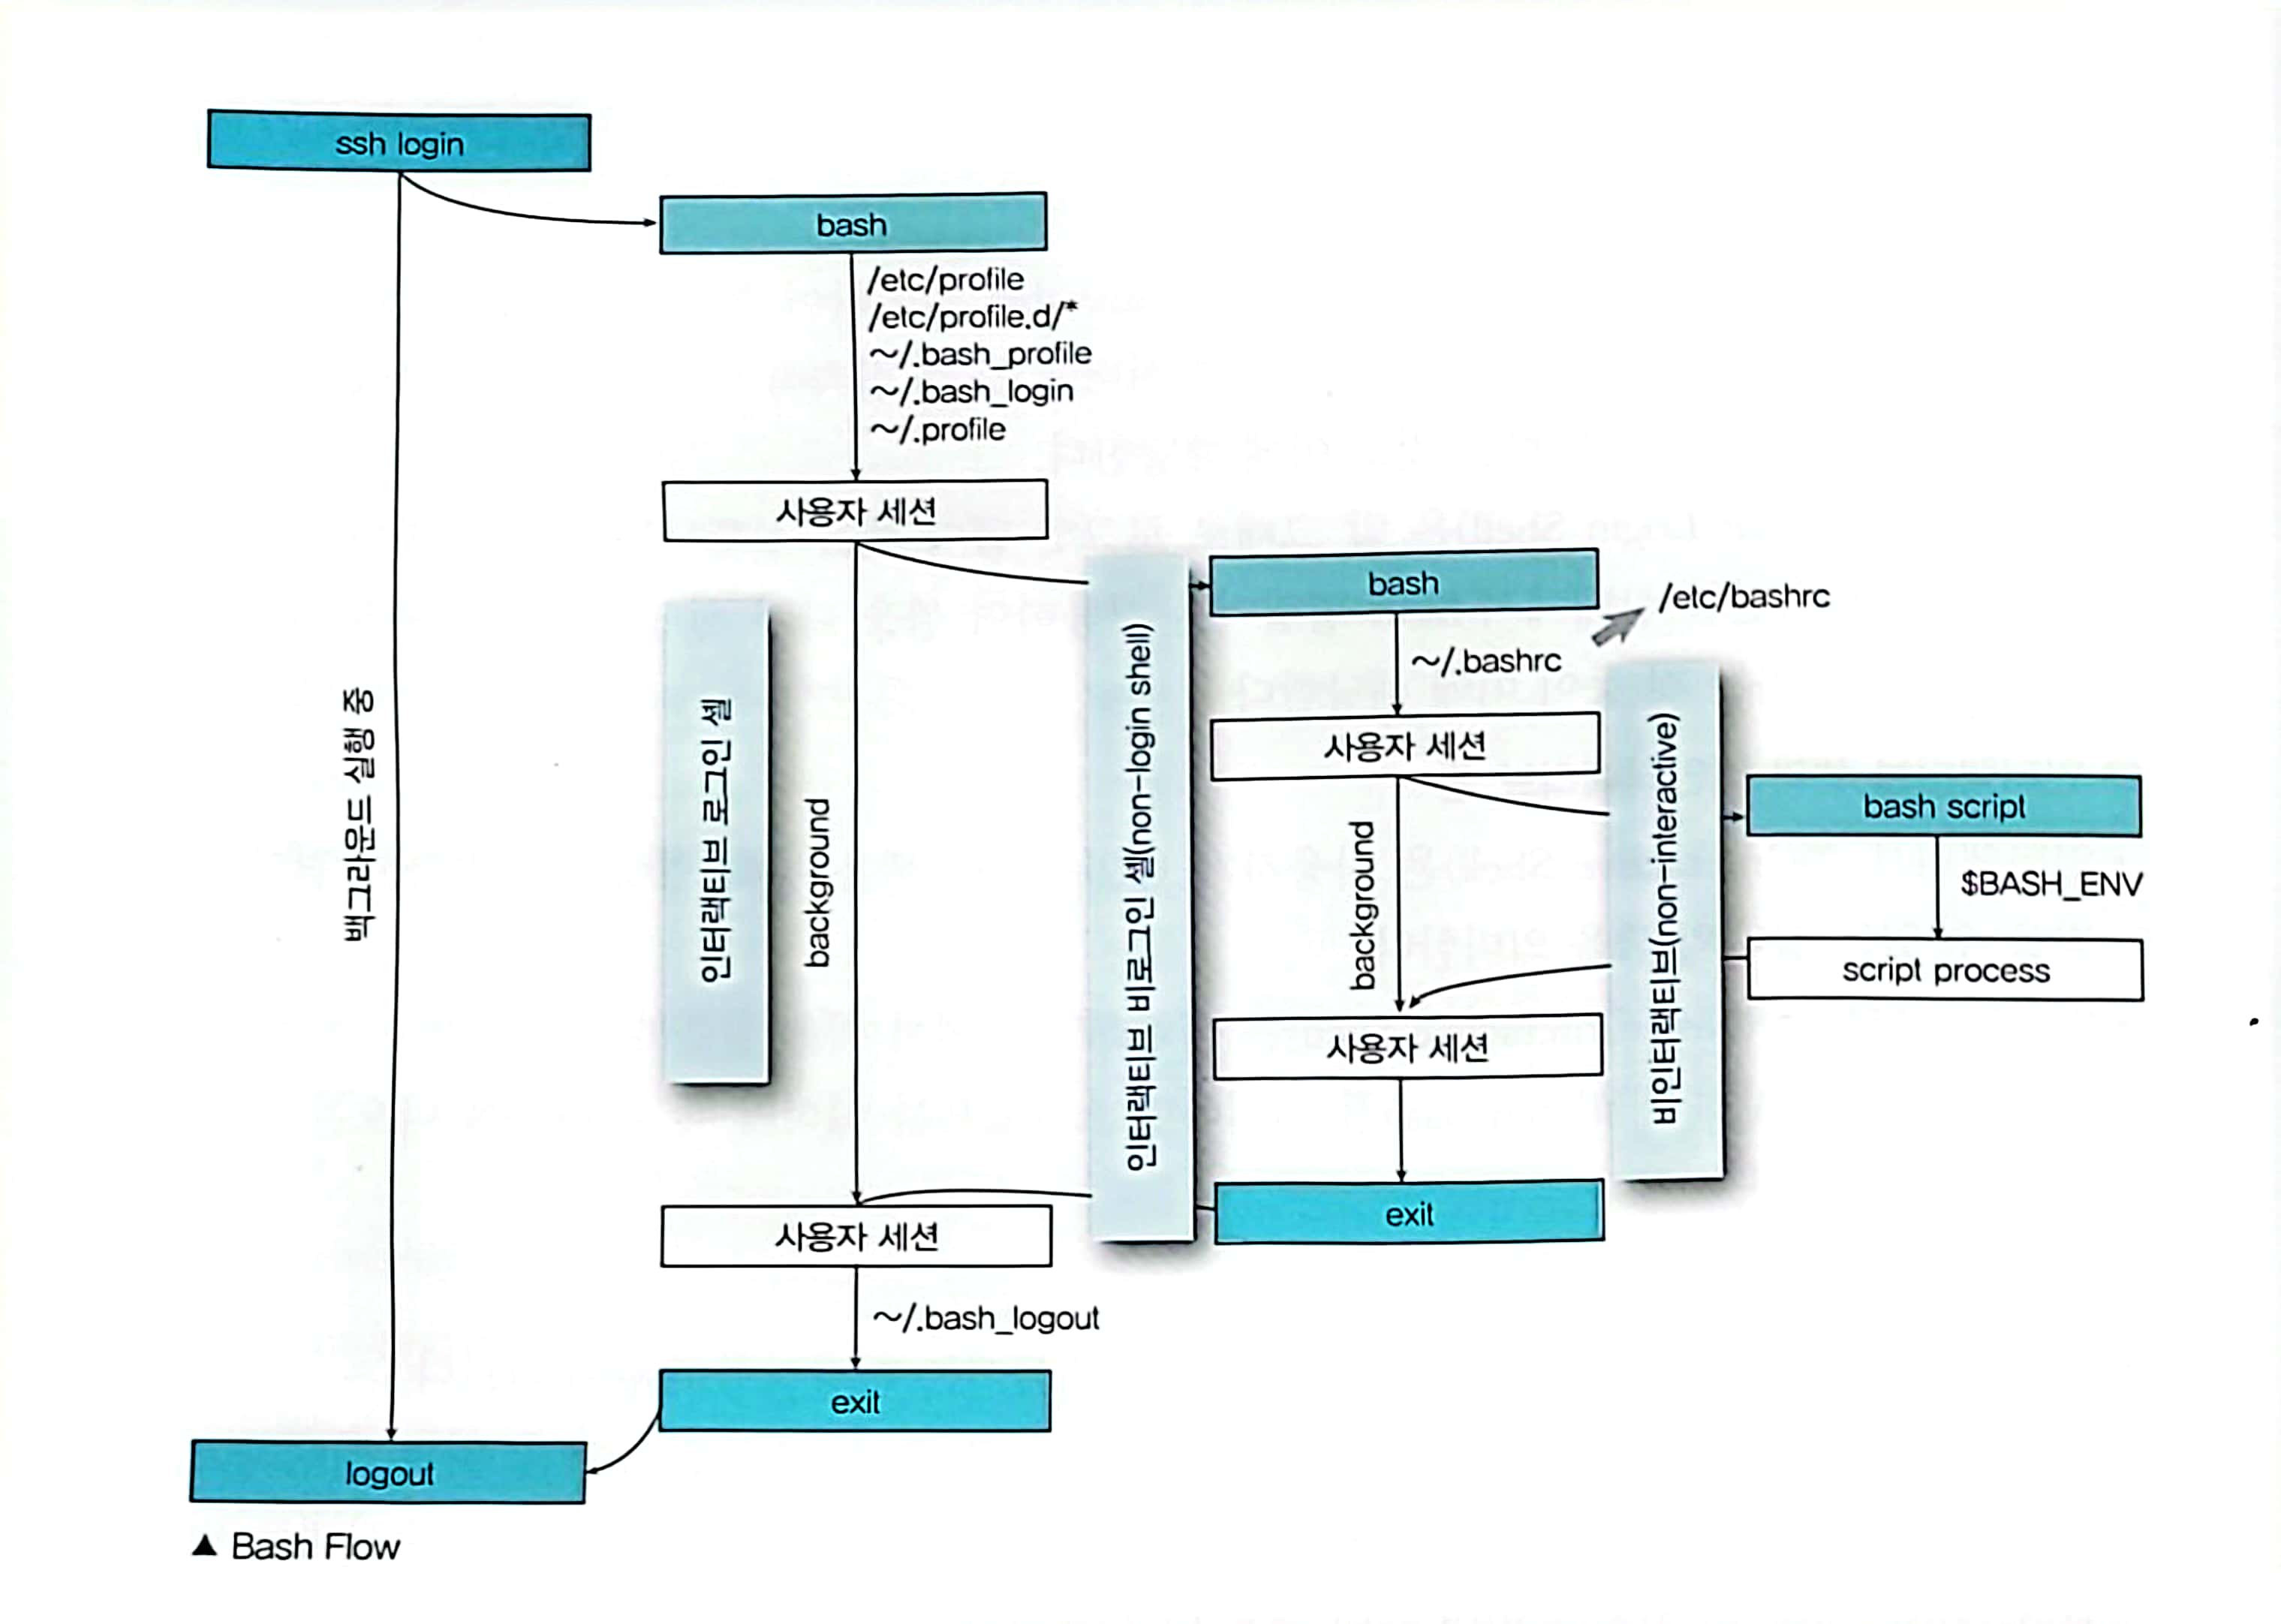 ssh login
bash
/etc/profile
/etc/profile.d/*
~/.bash_profile
~/.bash_login
~/.profile
사용자 세션
백그라운드 실행 중
인터랙티브 로그인 셸
background
인터랙티브 비로그인 셸(non-login shell)
bash
/etc/bashrc
~/.bashrc
사용자 세션
background
비인터랙티브(non-interactive)
bash script
$BASH_ENV
script process
사용자 세션
exit
사용자 세션
~/.bash_logout
exit
logout
▲ Bash Flow